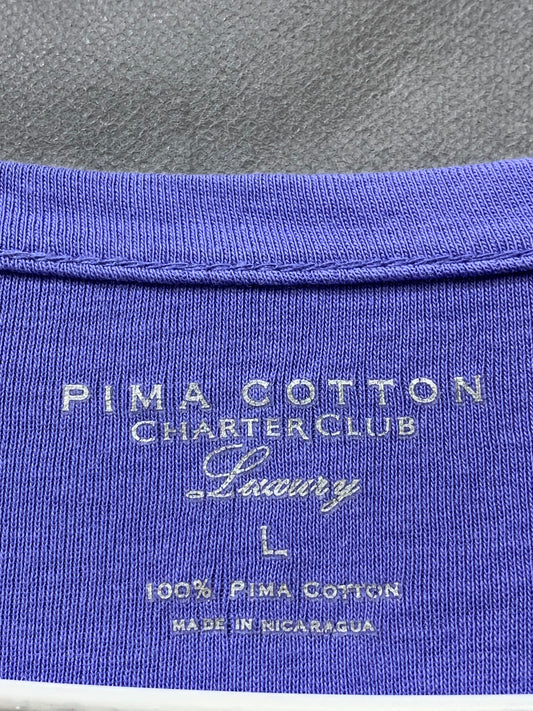 PIMA COTTON
CHARTER CLUB
Luxury
L
100% PIMA COTTON
MADE IN NICARAGUA